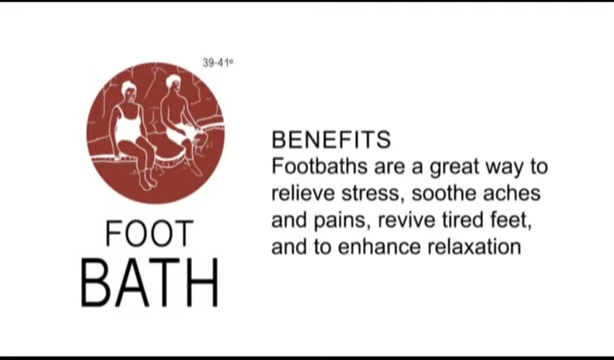 39-41º
FOOT
BATH
BENEFITS
Footbaths are a great way to
relieve stress, soothe aches
and pains, revive tired feet,
and to enhance relaxation